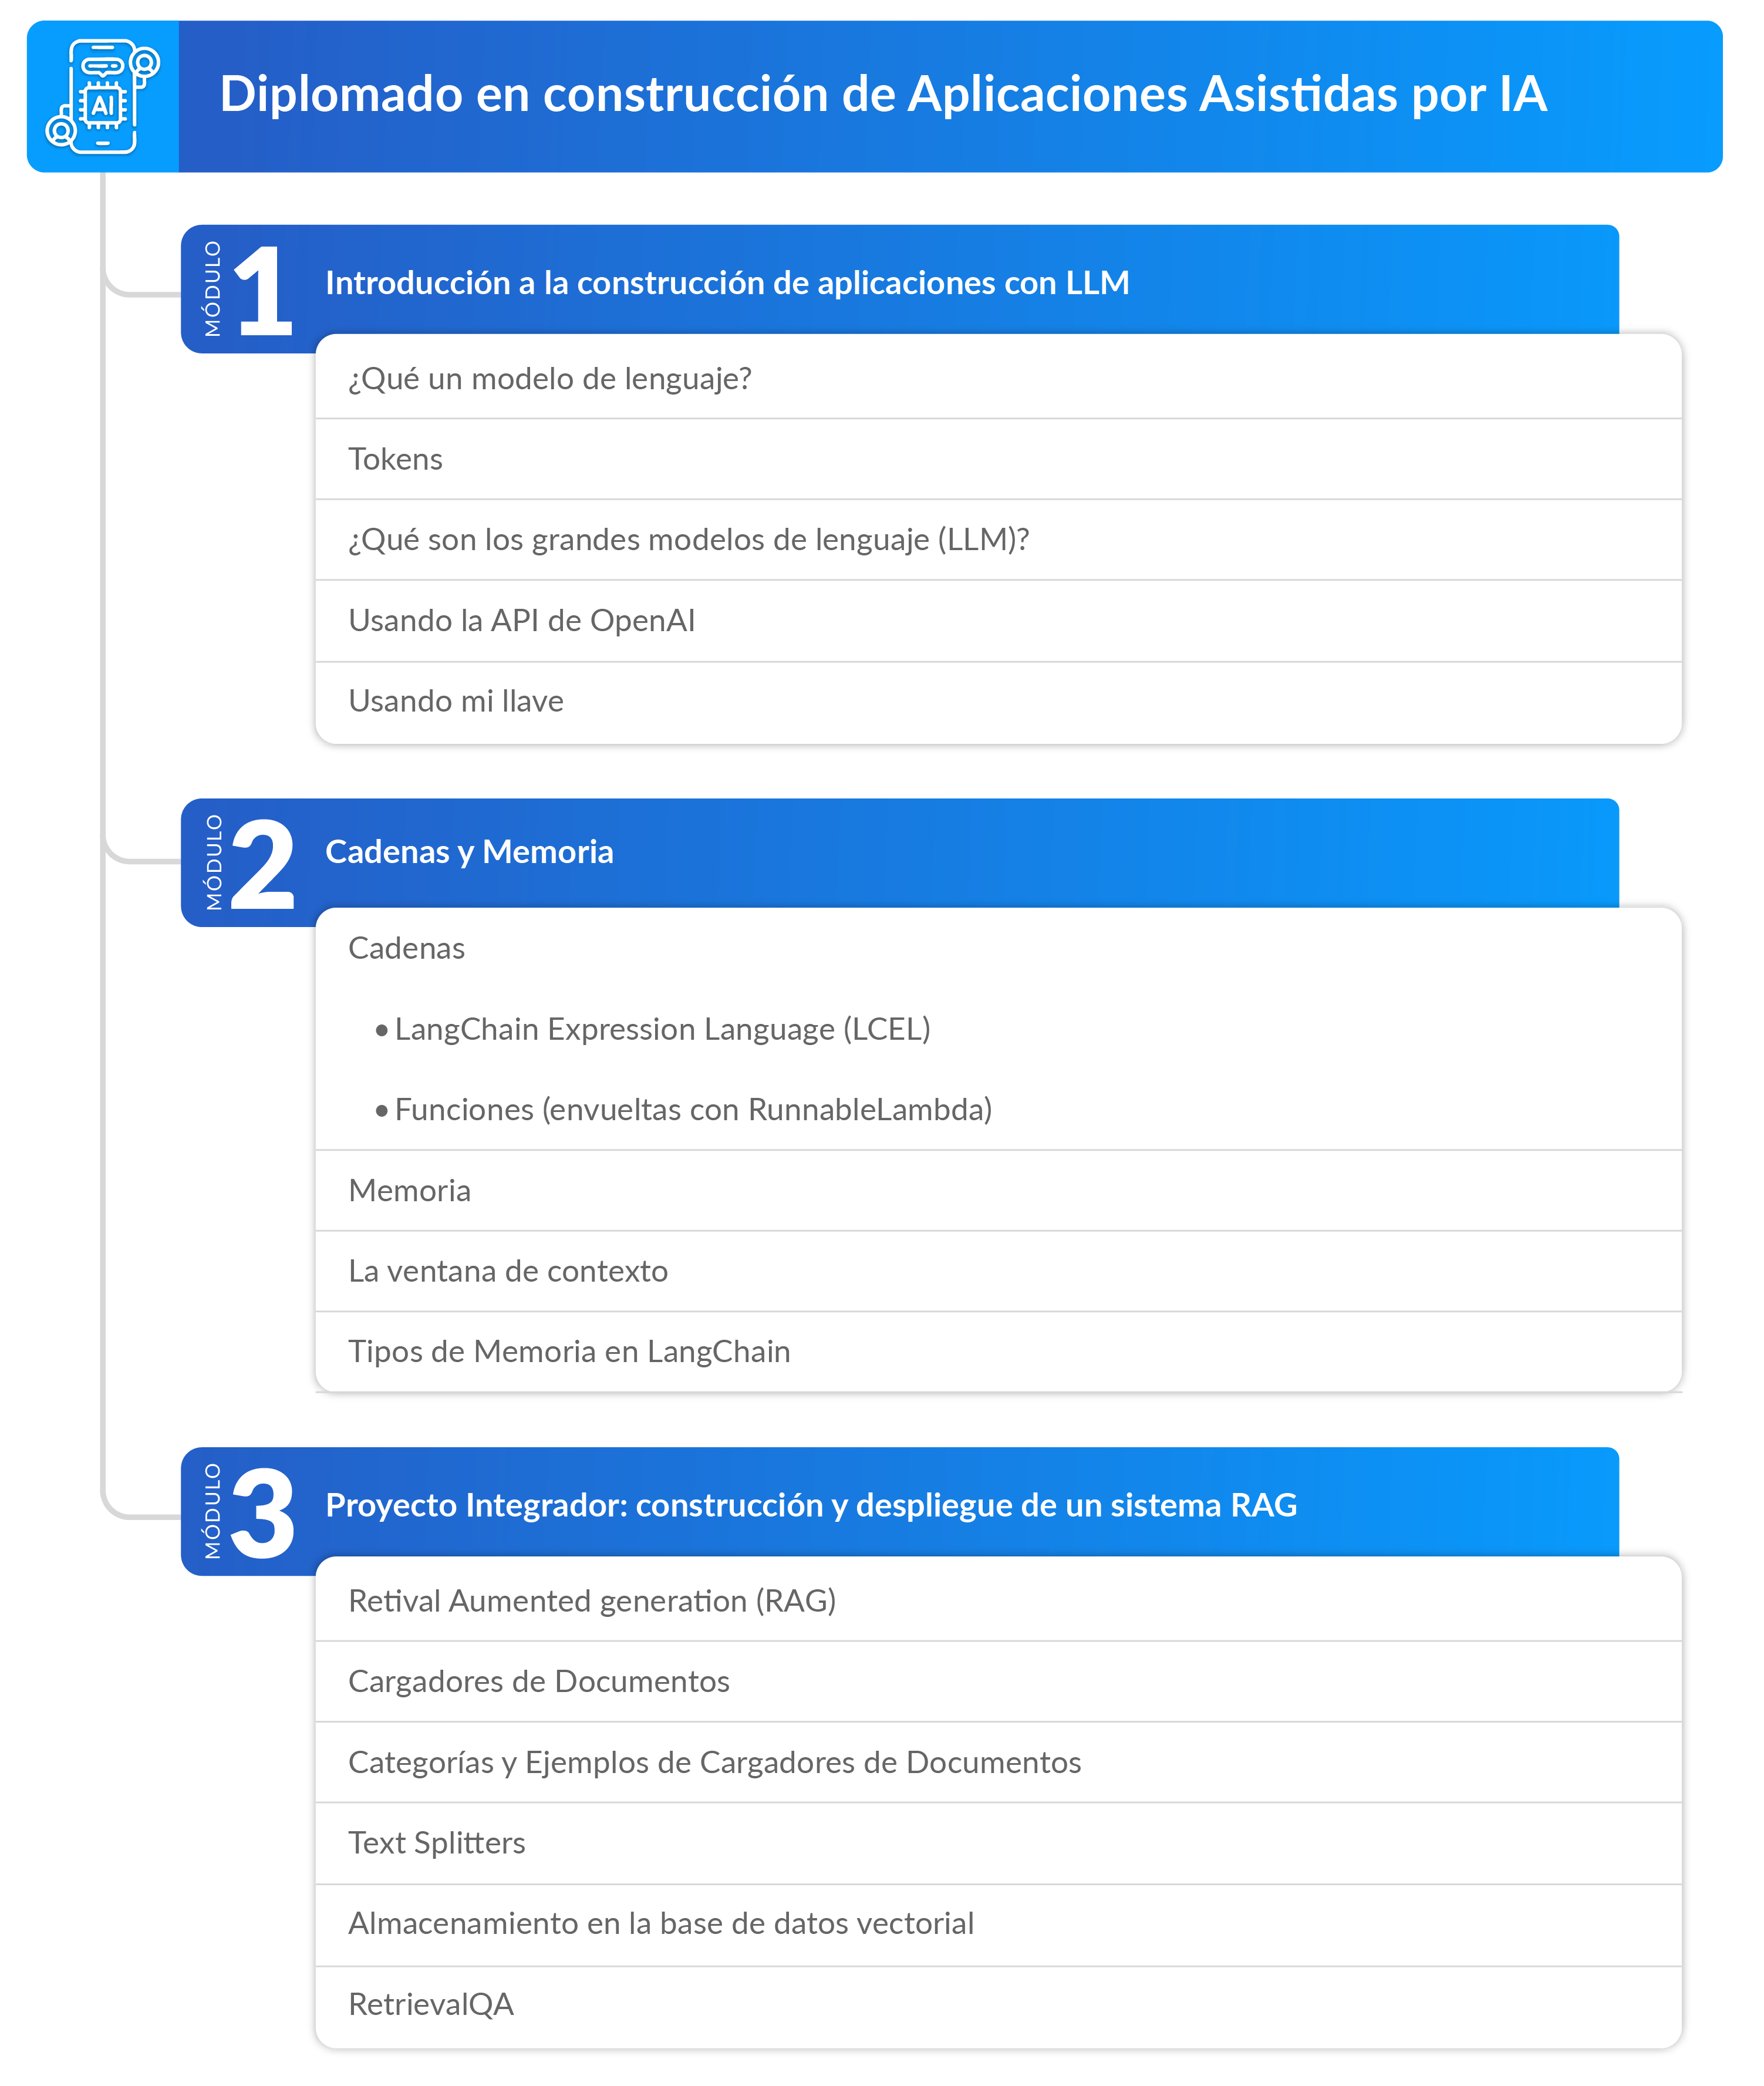 AI
Diplomado en construcción de Aplicaciones Asistidas por IA
MÓDULO 1
Introducción a la construcción de aplicaciones con LLM
¿Qué un modelo de lenguaje?
Tokens
¿Qué son los grandes modelos de lenguaje (LLM)?
Usando la API de OpenAI
Usando mi llave
MÓDULO 2
Cadenas y Memoria
Cadenas
• LangChain Expression Language (LCEL)
• Funciones (envueltas con RunnableLambda)
Memoria
La ventana de contexto
Tipos de Memoria en LangChain
MÓDULO 3
Proyecto Integrador: construcción y despliegue de un sistema RAG
Retival Aumented generation (RAG)
Cargadores de Documentos
Categorías y Ejemplos de Cargadores de Documentos
Text Splitters
Almacenamiento en la base de datos vectorial
RetrievalQA